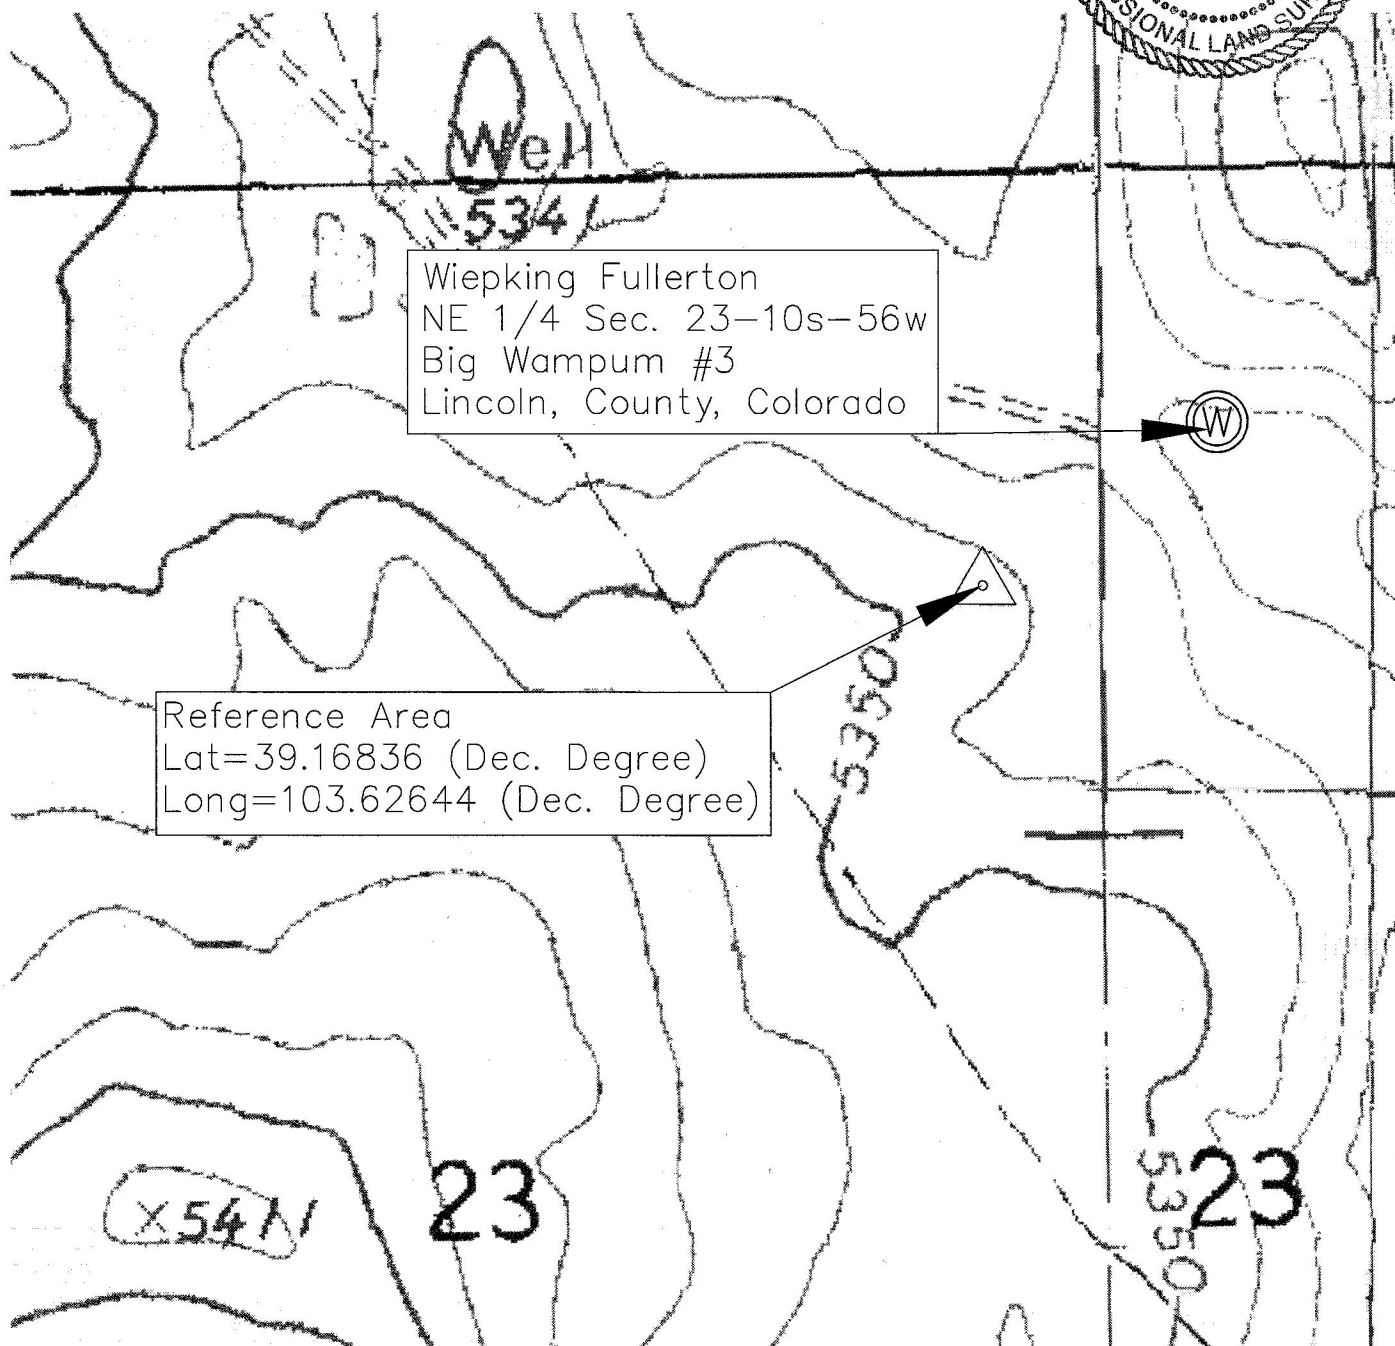 SIONAL LAND SU
Well
5341
Wiepking Fullerton
NE 1/4 Sec. 23-10s-56w
Big Wampum #3
Lincoln, County, Colorado
W
5350
Reference Area
Lat=39.16836 (Dec. Degree)
Long=103.62644 (Dec. Degree)
X5411
23
5350
23